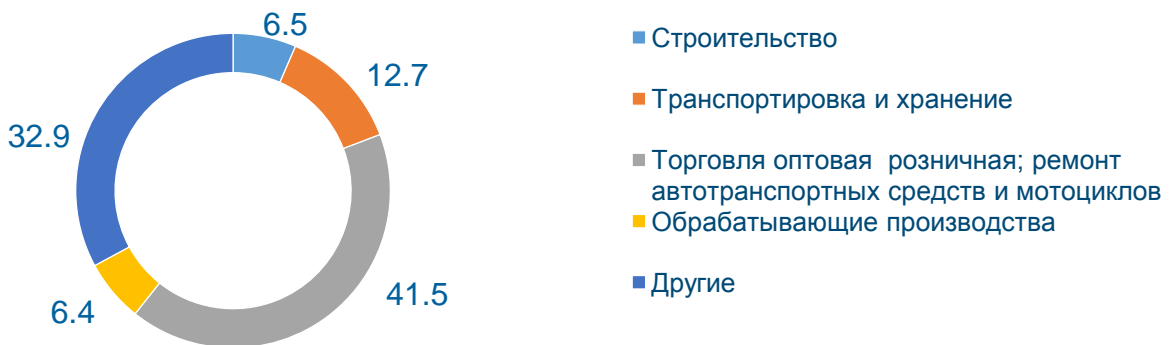 6.5
12.7
32.9
41.5
6.4
Строительство
Транспортировка и хранение
Торговля оптовая розничная; ремонт
автотранспортных средств и мотоциклов
Обрабатывающие производства
Другие